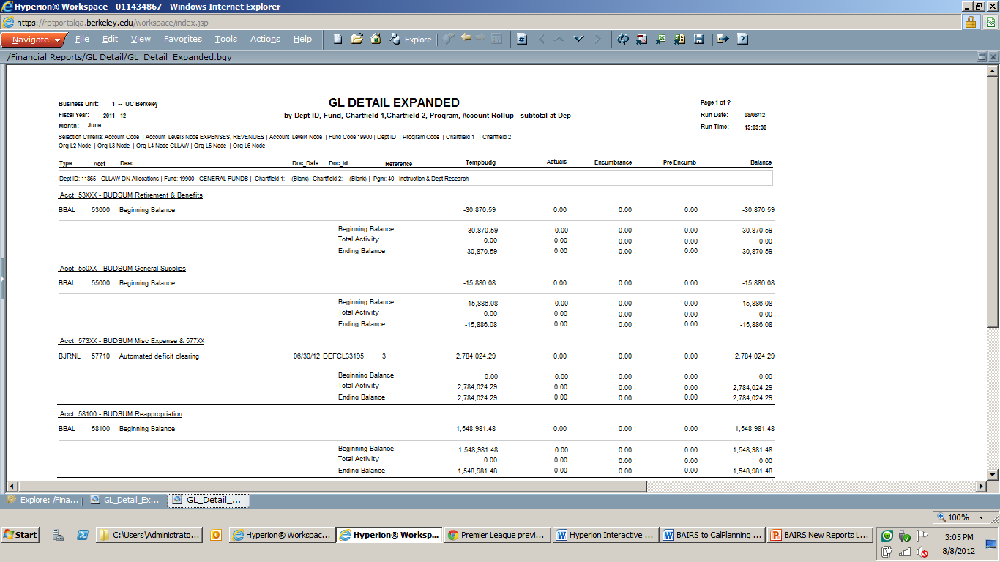 Hyperion® Workspace - 011434867 - Windows Internet Explorer
https://rptportalqa.berkeley.edu/workspace/index.jsp
Navigate File Edit View Favorites Tools Actions Help Explore
/Financial Reports/GL Detail/GL_Detail_Expanded.bqy
Business Unit: 1 -- UC Berkeley GL DETAIL EXPANDED Page 1 of ?
Fiscal Year: 2011 - 12 by Dept ID, Fund, Chartfield 1,Chartfield 2, Program, Account Rollup - subtotal at Dep Run Date: 08/08/12
Month: June Run Time: 15:03:38
Selection Criteria: Account Code | Account Level3 Node EXPENSES, REVENUES | Account Level4 Node | Fund Code 19900 | Dept ID | Program Code | Chartfield 1 | Chartfield 2
Org L2 Node | Org L3 Node | Org L4 Node CLLAW | Org L5 Node | Org L6 Node
Type Acct Desc Doc_Date Doc_Id Reference Tempbudg Actuals Encumbrance Pre Encumb Balance
Dept ID: 11865 - CLLAW DN Allocations | Fund: 19900 - GENERAL FUNDS | Chartfield 1: - (Blank)| Chartfield 2: - (Blank) | Pgm: 40 - Instruction & Dept Research
Acct: 53XXX - BUDSUM Retirement & Benefits
BBAL 53000 Beginning Balance -30,870.59 0.00 0.00 0.00 -30,870.59
Beginning Balance -30,870.59 0.00 0.00 0.00 -30,870.59
Total Activity 0.00 0.00 0.00 0.00 0.00
Ending Balance -30,870.59 0.00 0.00 0.00 -30,870.59
Acct: 550XX - BUDSUM General Supplies
BBAL 55000 Beginning Balance -15,886.08 0.00 0.00 0.00 -15,886.08
Beginning Balance -15,886.08 0.00 0.00 0.00 -15,886.08
Total Activity 0.00 0.00 0.00 0.00 0.00
Ending Balance -15,886.08 0.00 0.00 0.00 -15,886.08
Acct: 573XX - BUDSUM Misc Expense & 577XX
BJRNL 57710 Automated deficit clearing 06/30/12 DEFCL33195 3 2,784,024.29 0.00 0.00 0.00 2,784,024.29
Beginning Balance 0.00 0.00 0.00 0.00 0.00
Total Activity 2,784,024.29 0.00 0.00 0.00 2,784,024.29
Ending Balance 2,784,024.29 0.00 0.00 0.00 2,784,024.29
Acct: 58100 - BUDSUM Reappropriation
BBAL 58100 Beginning Balance 1,548,981.48 0.00 0.00 0.00 1,548,981.48
Beginning Balance 1,548,981.48 0.00 0.00 0.00 1,548,981.48
Total Activity 0.00 0.00 0.00 0.00 0.00
Ending Balance 1,548,981.48 0.00 0.00 0.00 1,548,981.48
Explore: /Fina... GL_Detail_Ex... GL_Detail_...
100%
Start C:\Users\Administrato... Hyperion® Workspac... Hyperion® Worksp... Premier League previ... Hyperion Interactive ... BAIRS to CalPlanning ... BAIRS New Reports L... 3:05 PM
8/8/2012